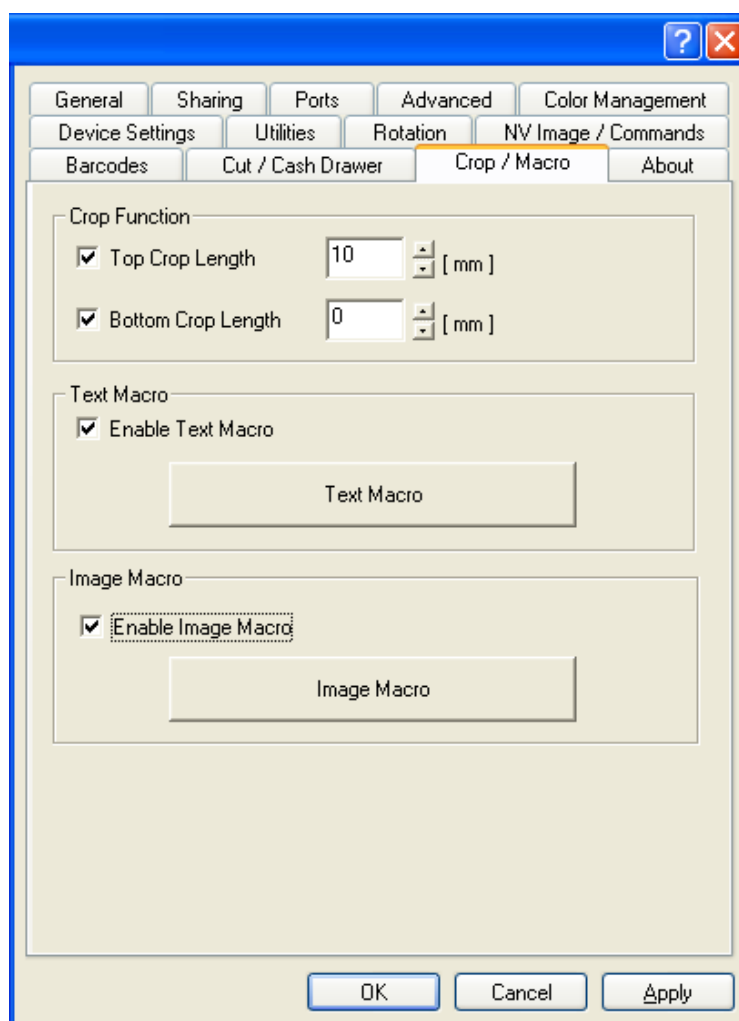 ?
General Sharing Ports Advanced Color Management
Device Settings Utilities Rotation NV Image / Commands
Barcodes Cut / Cash Drawer Crop / Macro About
Crop Function
Top Crop Length 10 [ mm ]
Bottom Crop Length 0 [ mm ]
Text Macro
Enable Text Macro
Text Macro
Image Macro
Enable Image Macro
Image Macro
OK Cancel Apply